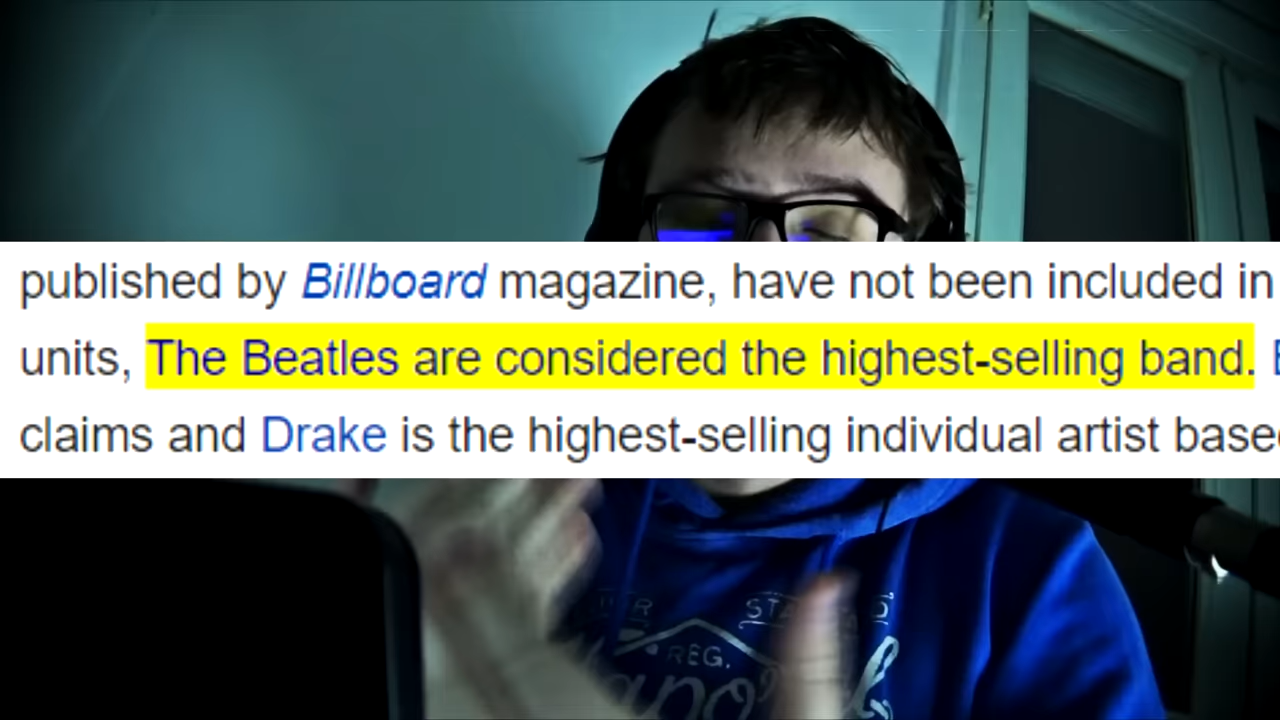 published by Billboard magazine, have not been included in
units, The Beatles are considered the highest-selling band.
claims and Drake is the highest-selling individual artist
REG.